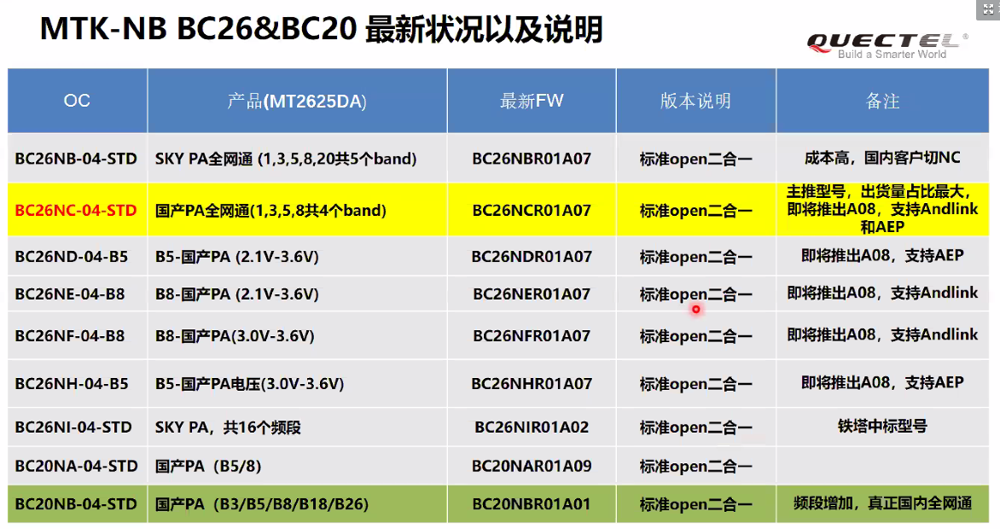 MTK-NB BC26&BC20 最新状况以及说明
QUECTEL®
Build a Smarter World
OC 产品(MT2625DA) 最新FW 版本说明 备注
BC26NB-04-STD SKY PA全网通 (1,3,5,8,20共5个band) BC26NBR01A07 标准open二合一 成本高，国内客户切NC
BC26NC-04-STD 国产PA全网通(1,3,5,8共4个band) BC26NCR01A07 标准open二合一 主推型号，出货量占比最大，
即将推出A08，支持Andlink
和AEP
BC26ND-04-B5 B5-国产PA (2.1V-3.6V) BC26NDR01A07 标准open二合一 即将推出A08，支持AEP
BC26NE-04-B8 B8-国产PA (2.1V-3.6V) BC26NER01A07 标准open二合一 即将推出A08，支持Andlink
BC26NF-04-B8 B8-国产PA(3.0V-3.6V) BC26NFR01A07 标准open二合一 即将推出A08，支持Andlink
BC26NH-04-B5 B5-国产PA电压(3.0V-3.6V) BC26NHR01A07 标准open二合一 即将推出A08，支持AEP
BC26NI-04-STD SKY PA，共16个频段 BC26NIR01A02 标准open二合一 铁塔中标型号
BC20NA-04-STD 国产PA（B5/8) BC20NAR01A09 标准open二合一
BC20NB-04-STD 国产PA（B3/B5/B8/B18/B26) BC20NBR01A01 标准open二合一 频段增加，真正国内全网通